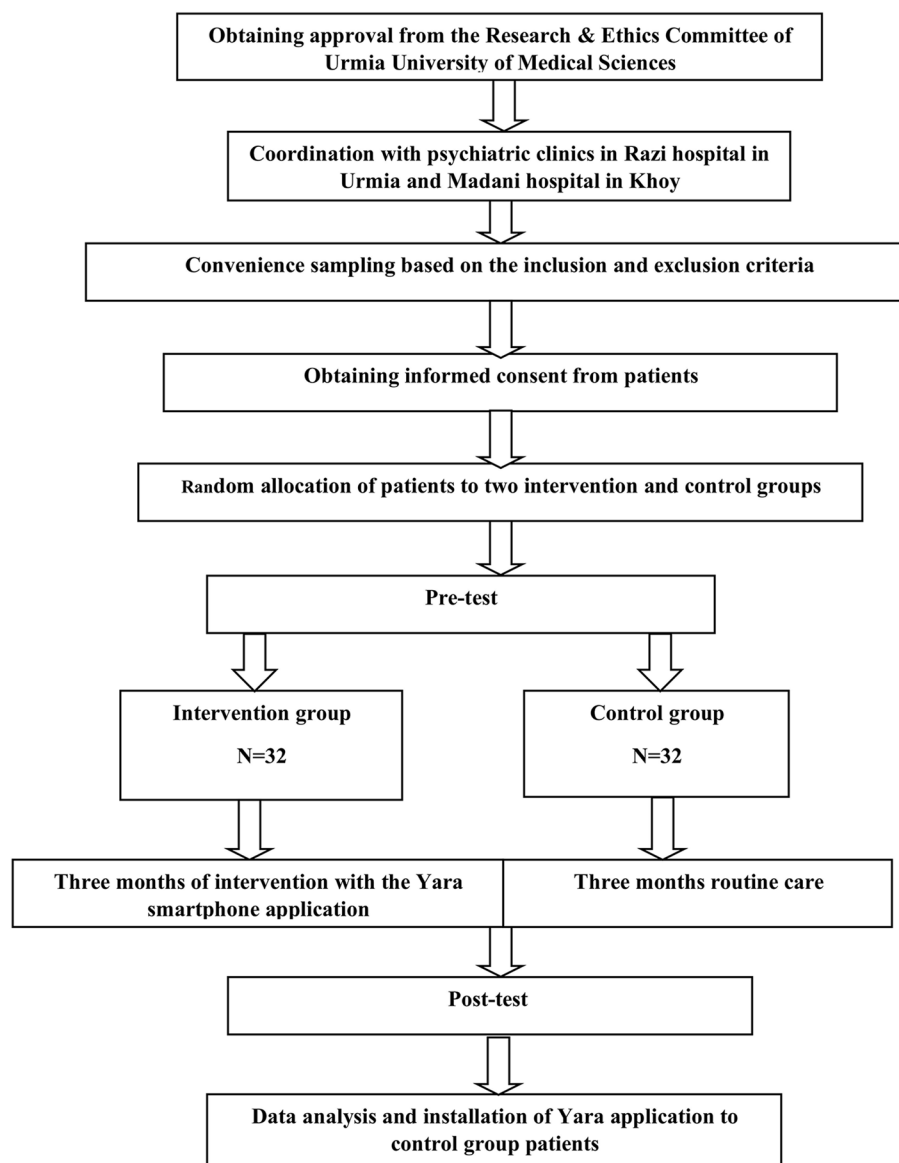 Obtaining approval from the Research & Ethics Committee of
Urmia University of Medical Sciences
Coordination with psychiatric clinics in Razi hospital in
Urmia and Madani hospital in Khoy
Convenience sampling based on the inclusion and exclusion criteria
Obtaining informed consent from patients
Random allocation of patients to two intervention and control groups
Pre-test
Intervention group
N=32
Control group
N=32
Three months of intervention with the Yara
smartphone application
Three months routine care
Post-test
Data analysis and installation of Yara application to
control group patients